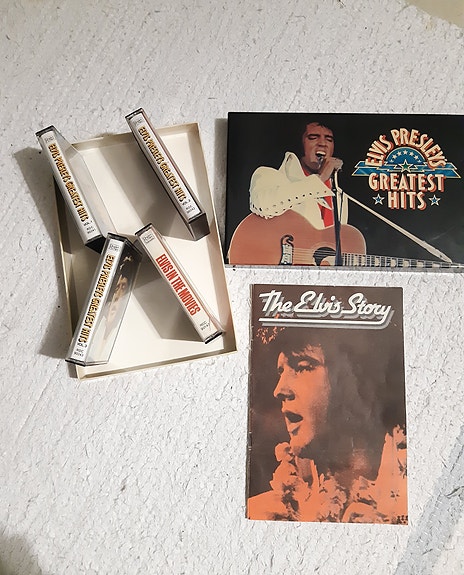 ELVIS PRESLEY'S
GREATEST
HITS
The Elvis Story
ELVIS PRESLEY'S GREATEST HITS
ELVIS PRESLEY'S GREATEST HITS
ELVIS PRESLEY'S GREATEST HITS
ELVIS IN THE MOVIES